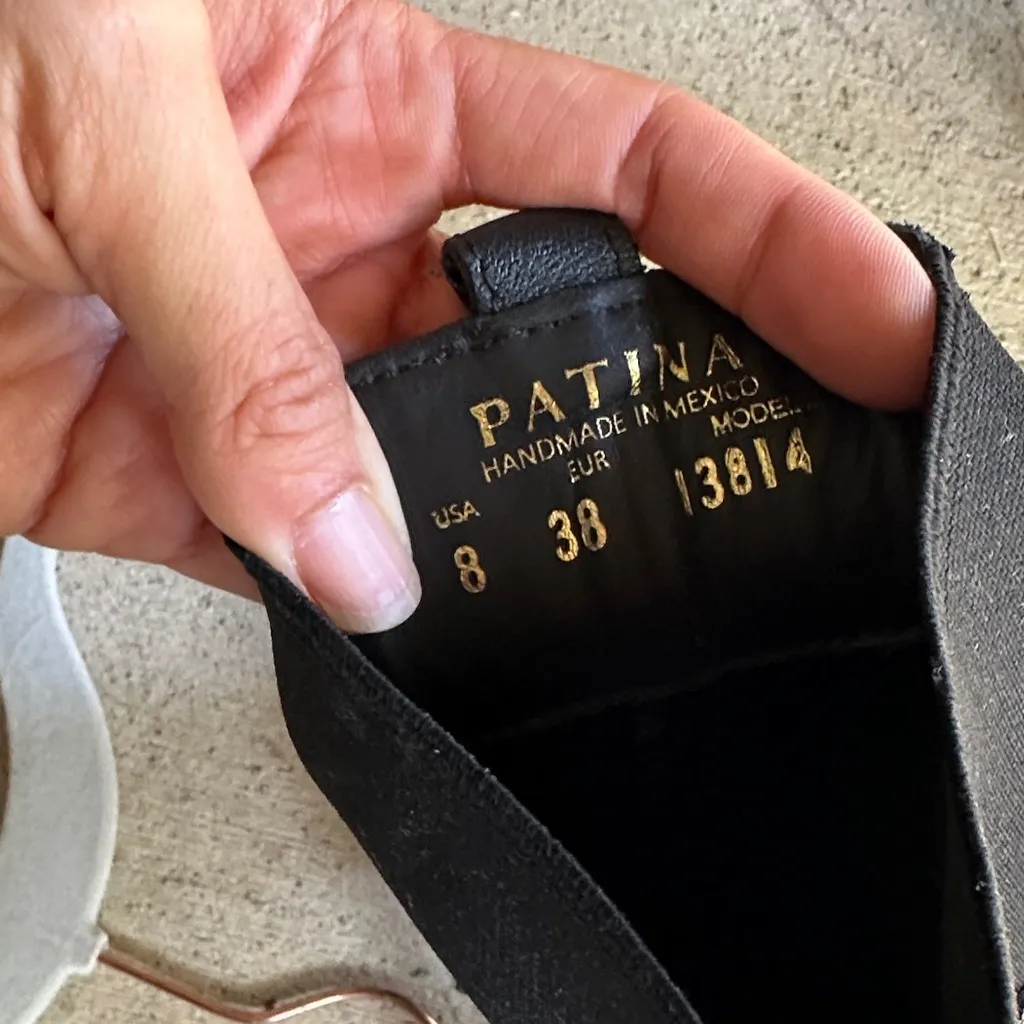 PATINA
HANDMADE IN MEXICO
USA EUR MODEL
8 38 13814